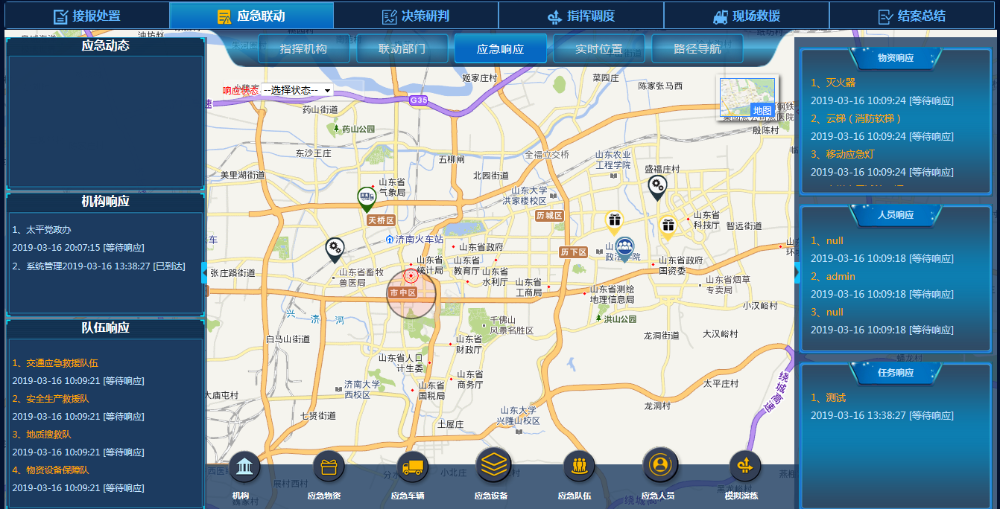 接报处置
应急联动
决策研判
指挥调度
现场救援
结案总结
指挥机构
联动部门
应急响应
实时位置
路径导航
应急动态
机构响应
1、太平党政办
2019-03-16 20:07:15 [等待响应]
2、系统管理2019-03-16 13:38:27 [已到达]
队伍响应
1、交通应急救援队伍
2019-03-16 10:09:21 [等待响应]
2、安全生产救援队
2019-03-16 10:09:21 [等待响应]
3、地质搜救队
2019-03-16 10:09:21 [等待响应]
4、物资设备保障队
2019-03-16 10:09:21 [等待响应]
响应状态
--选择状态--
地图
G35
姬家庄村
菜园庄
陈家张马西
药山街道
药山公园
殷陈村
东沙王庄
五柳闸
全福立交桥
山东农业
工程学院
盛福庄村
美里湖街道
北园街道
山东省
气象局
山东大学
洪家楼校区
天桥区
历城区
山东省
科技厅
智远街道
济南火车站
山东省政府
历下区
山东省
统计局
山东省
教育厅
山东省
水利厅
山东省
工商局
山东省政府
国资委
张庄路街道
山东省畜牧
兽医局
市中区
山东省测绘
地理信息局
山东省烟草
专卖局
小汉峪村
兴济河
千佛山
风景名胜区
洪山公园
龙洞街道
大汉峪村
白马山街道
山东省
财政厅
山东省人口
计生委
山东省
商务厅
济南大学
西校区
山东省
国税局
太平庄村
大庙屯村
七贤街道
土屋庄
山东大学
兴隆山校区
龙洞村
绕城高速
小北庄
展村西村
黑龙峪村
绕城高速
机构
应急物资
应急车辆
应急设备
应急队伍
应急人员
模拟演练
物资响应
1、灭火器
2019-03-16 10:09:24 [等待响应]
2、云梯（消防软梯）
2019-03-16 10:09:24 [等待响应]
3、移动应急灯
2019-03-16 10:09:24 [等待响应]
人员响应
1、null
2019-03-16 10:09:18 [等待响应]
2、admin
2019-03-16 10:09:18 [等待响应]
3、null
2019-03-16 10:09:18 [等待响应]
任务响应
1、测试
2019-03-16 13:38:27 [等待响应]